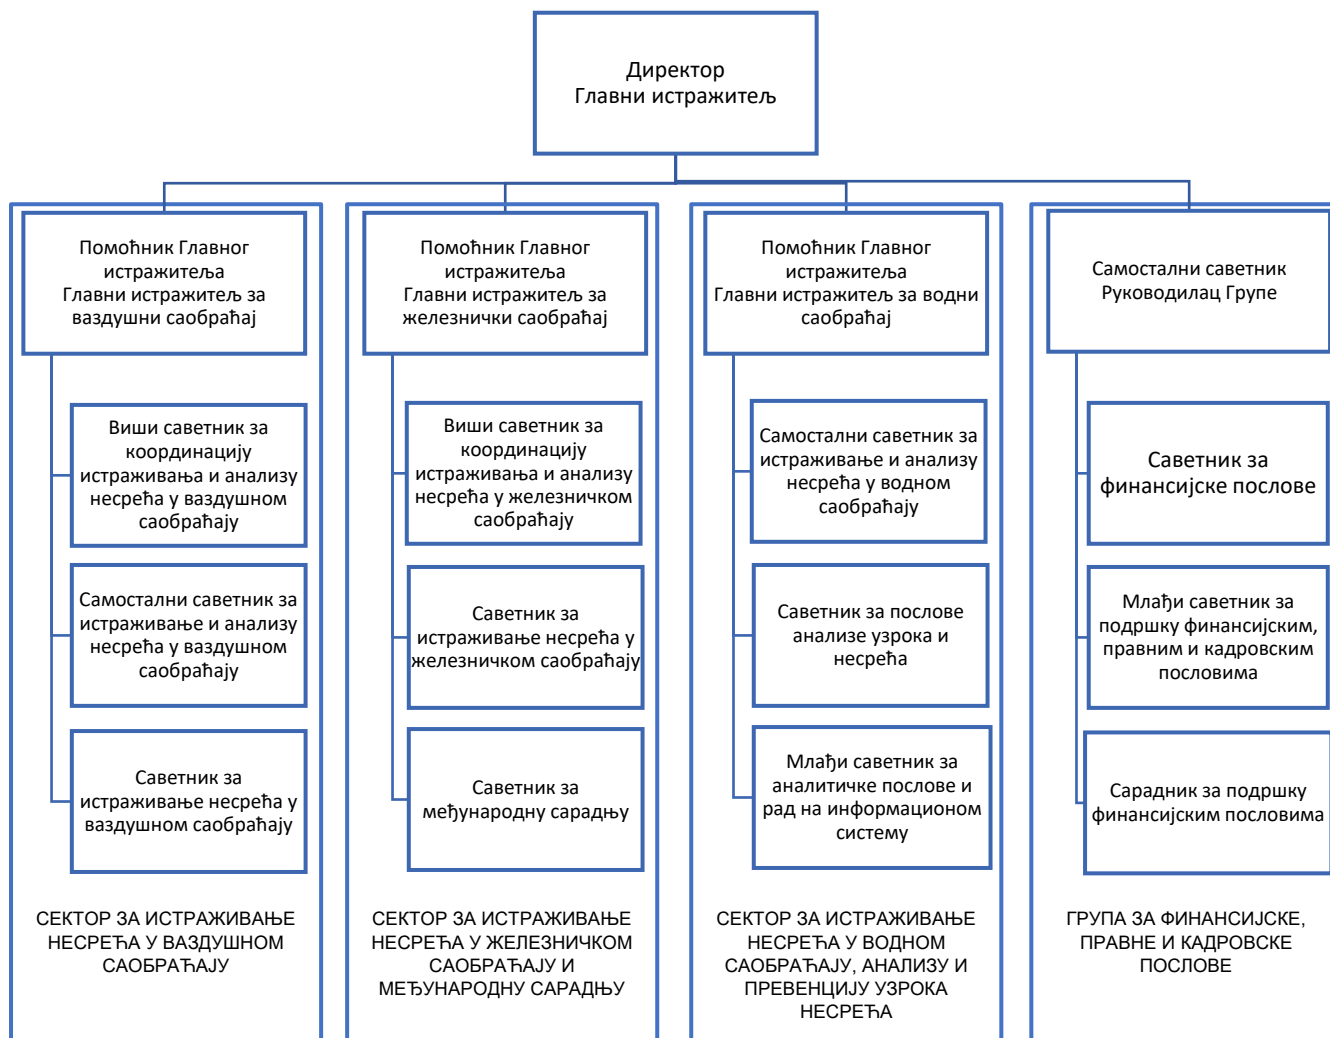 Директор
Главни истражитељ
Помоћник Главног
истражитеља
Главни истражитељ за
ваздушни саобраћај
Помоћник Главног
истражитеља
Главни истражитељ за
железнички саобраћај
Помоћник Главног
истражитеља
Главни истражитељ за водни
саобраћај
Самостални саветник
Руководилац Групе
Виши саветник за
координацију
истраживања и анализу
несрећа у ваздушном
саобраћају
Виши саветник за
координацију
истраживања и анализу
несрећа у железничком
саобраћају
Самостални саветник за
истраживање и анализу
несрећа у водном
саобраћају
Саветник за
финансијске послове
Самостални саветник за
истраживање и анализу
несрећа у ваздушном
саобраћају
Саветник за
истраживање несрећа у
железничком саобраћају
Саветник за послове
анализе узрока и
несрећа
Млађи саветник за
подршку финансијским,
правним и кадровским
пословима
Саветник за
истраживање несрећа у
ваздушном саобраћају
Саветник за
међународну сарадњу
Млађи саветник за
аналитичке послове и
рад на информационом
систему
Сарадник за подршку
финансијским пословима
СЕКТОР ЗА ИСТРАЖИВАЊЕ
НЕСРЕЋА У ВАЗДУШНОМ
САОБРАЋАЈУ
СЕКТОР ЗА ИСТРАЖИВАЊЕ
НЕСРЕЋА У ЖЕЛЕЗНИЧКОМ
САОБРАЋАЈУ И
МЕЂУНАРОДНУ САРАДЊУ
СЕКТОР ЗА ИСТРАЖИВАЊЕ
НЕСРЕЋА У ВОДНОМ
САОБРАЋАЈУ, АНАЛИЗУ И
ПРЕВЕНЦИЈУ УЗРОКА
НЕСРЕЋА
ГРУПА ЗА ФИНАНСИЈСКЕ,
ПРАВНЕ И КАДРОВСКЕ
ПОСЛОВЕ